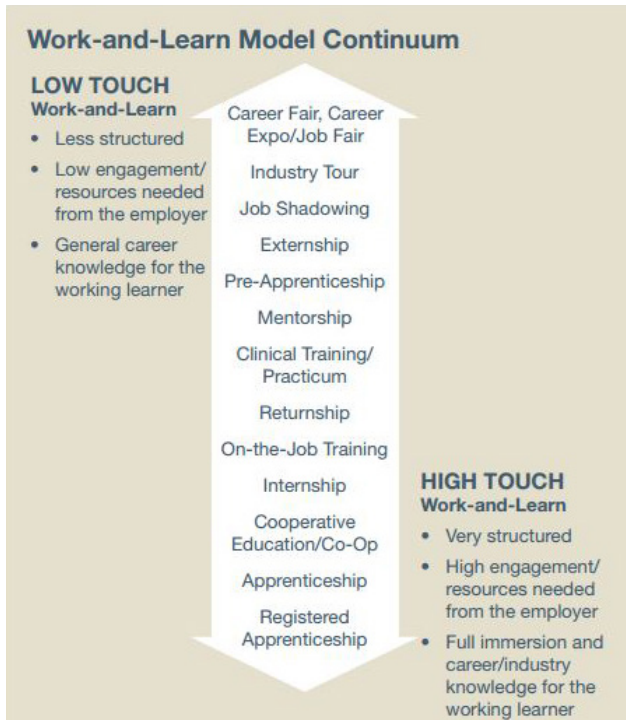 Work-and-Learn Model Continuum
LOW TOUCH
Work-and-Learn
• Less structured
• Low engagement/
resources needed
from the employer
• General career
knowledge for the
working learner
Career Fair, Career
Expo/Job Fair
Industry Tour
Job Shadowing
Externship
Pre-Apprenticeship
Mentorship
Clinical Training/
Practicum
Returnship
On-the-Job Training
Internship
Cooperative
Education/Co-Op
Apprenticeship
Registered
Apprenticeship
HIGH TOUCH
Work-and-Learn
• Very structured
• High engagement/
resources needed
from the employer
• Full immersion and
career/industry
knowledge for the
working learner